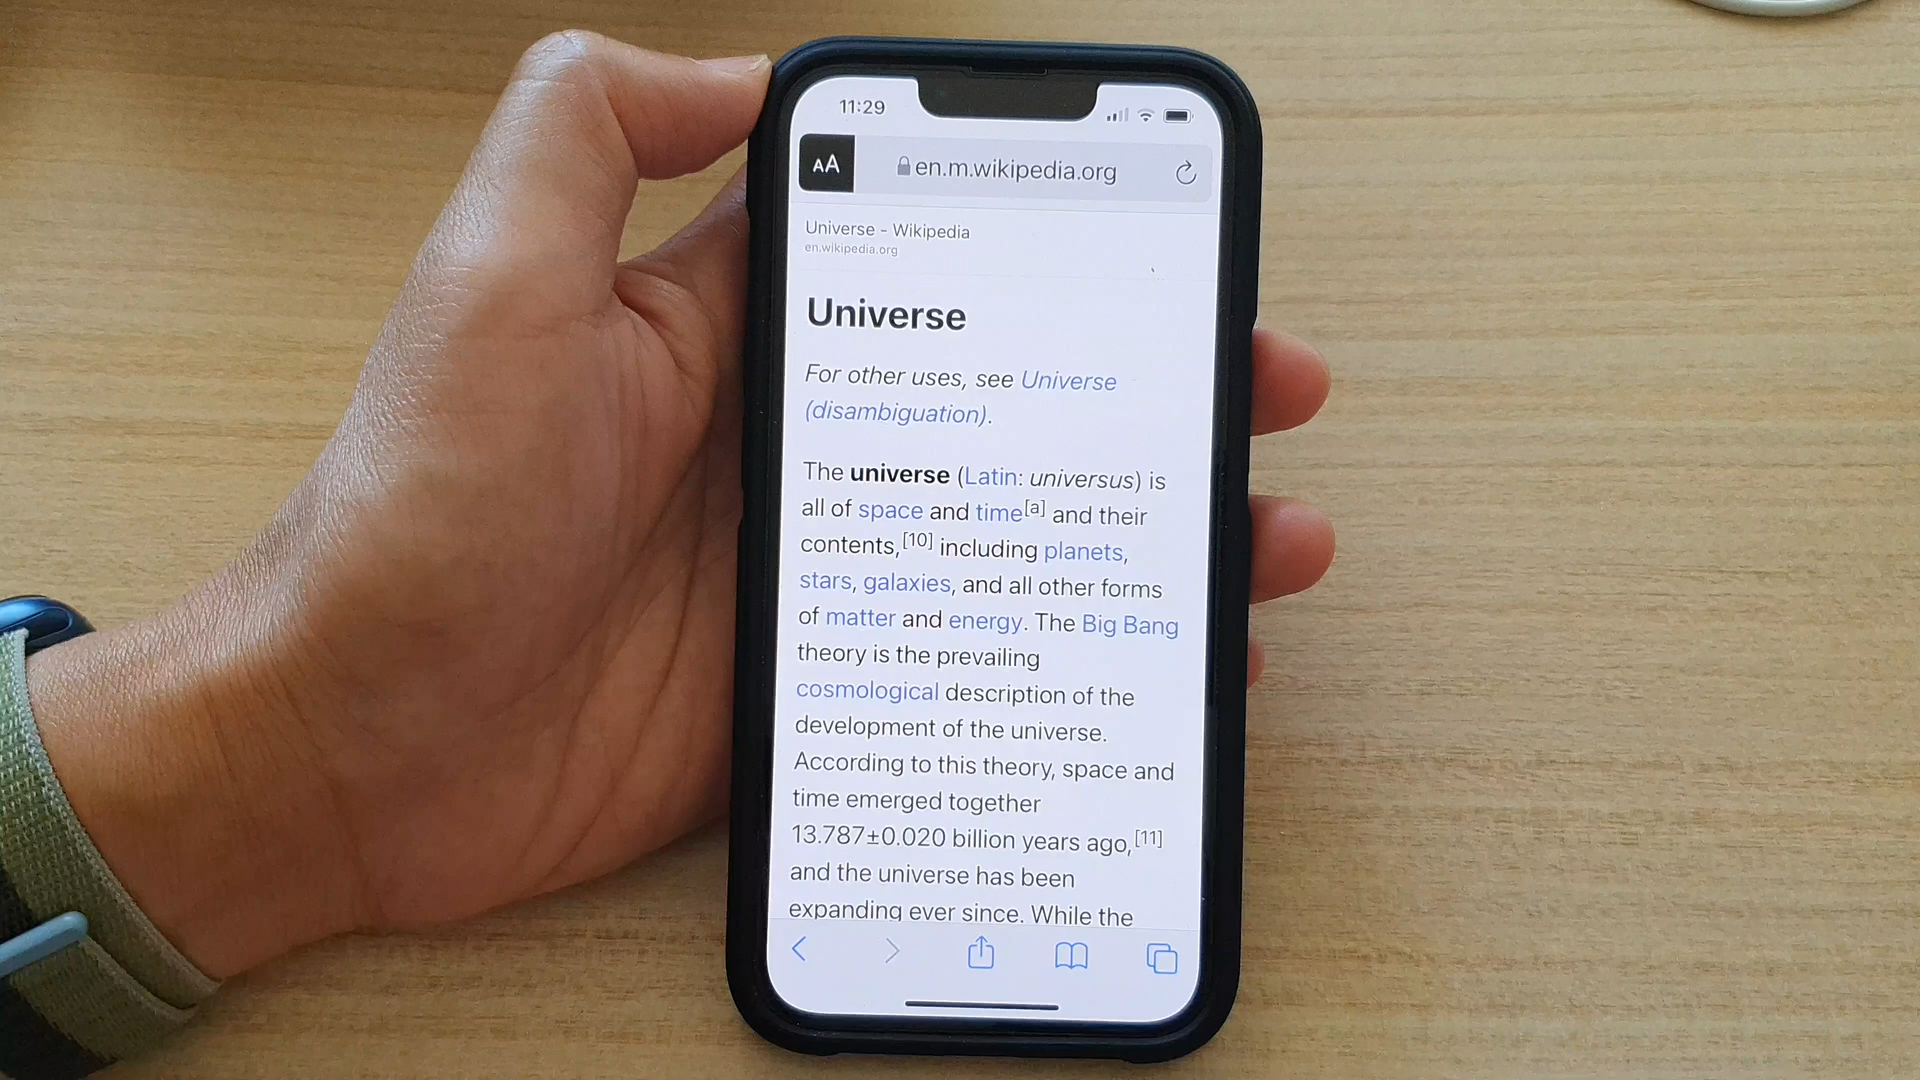 11:29
AA en.m.wikipedia.org
Universe - Wikipedia
en.wikipedia.org
Universe
For other uses, see Universe
(disambiguation).
The universe (Latin: universus) is
all of space and time[a] and their
contents,[10] including planets,
stars, galaxies, and all other forms
of matter and energy. The Big Bang
theory is the prevailing
cosmological description of the
development of the universe.
According to this theory, space and
time emerged together
13.787±0.020 billion years ago,[11]
and the universe has been
expanding ever since. While the